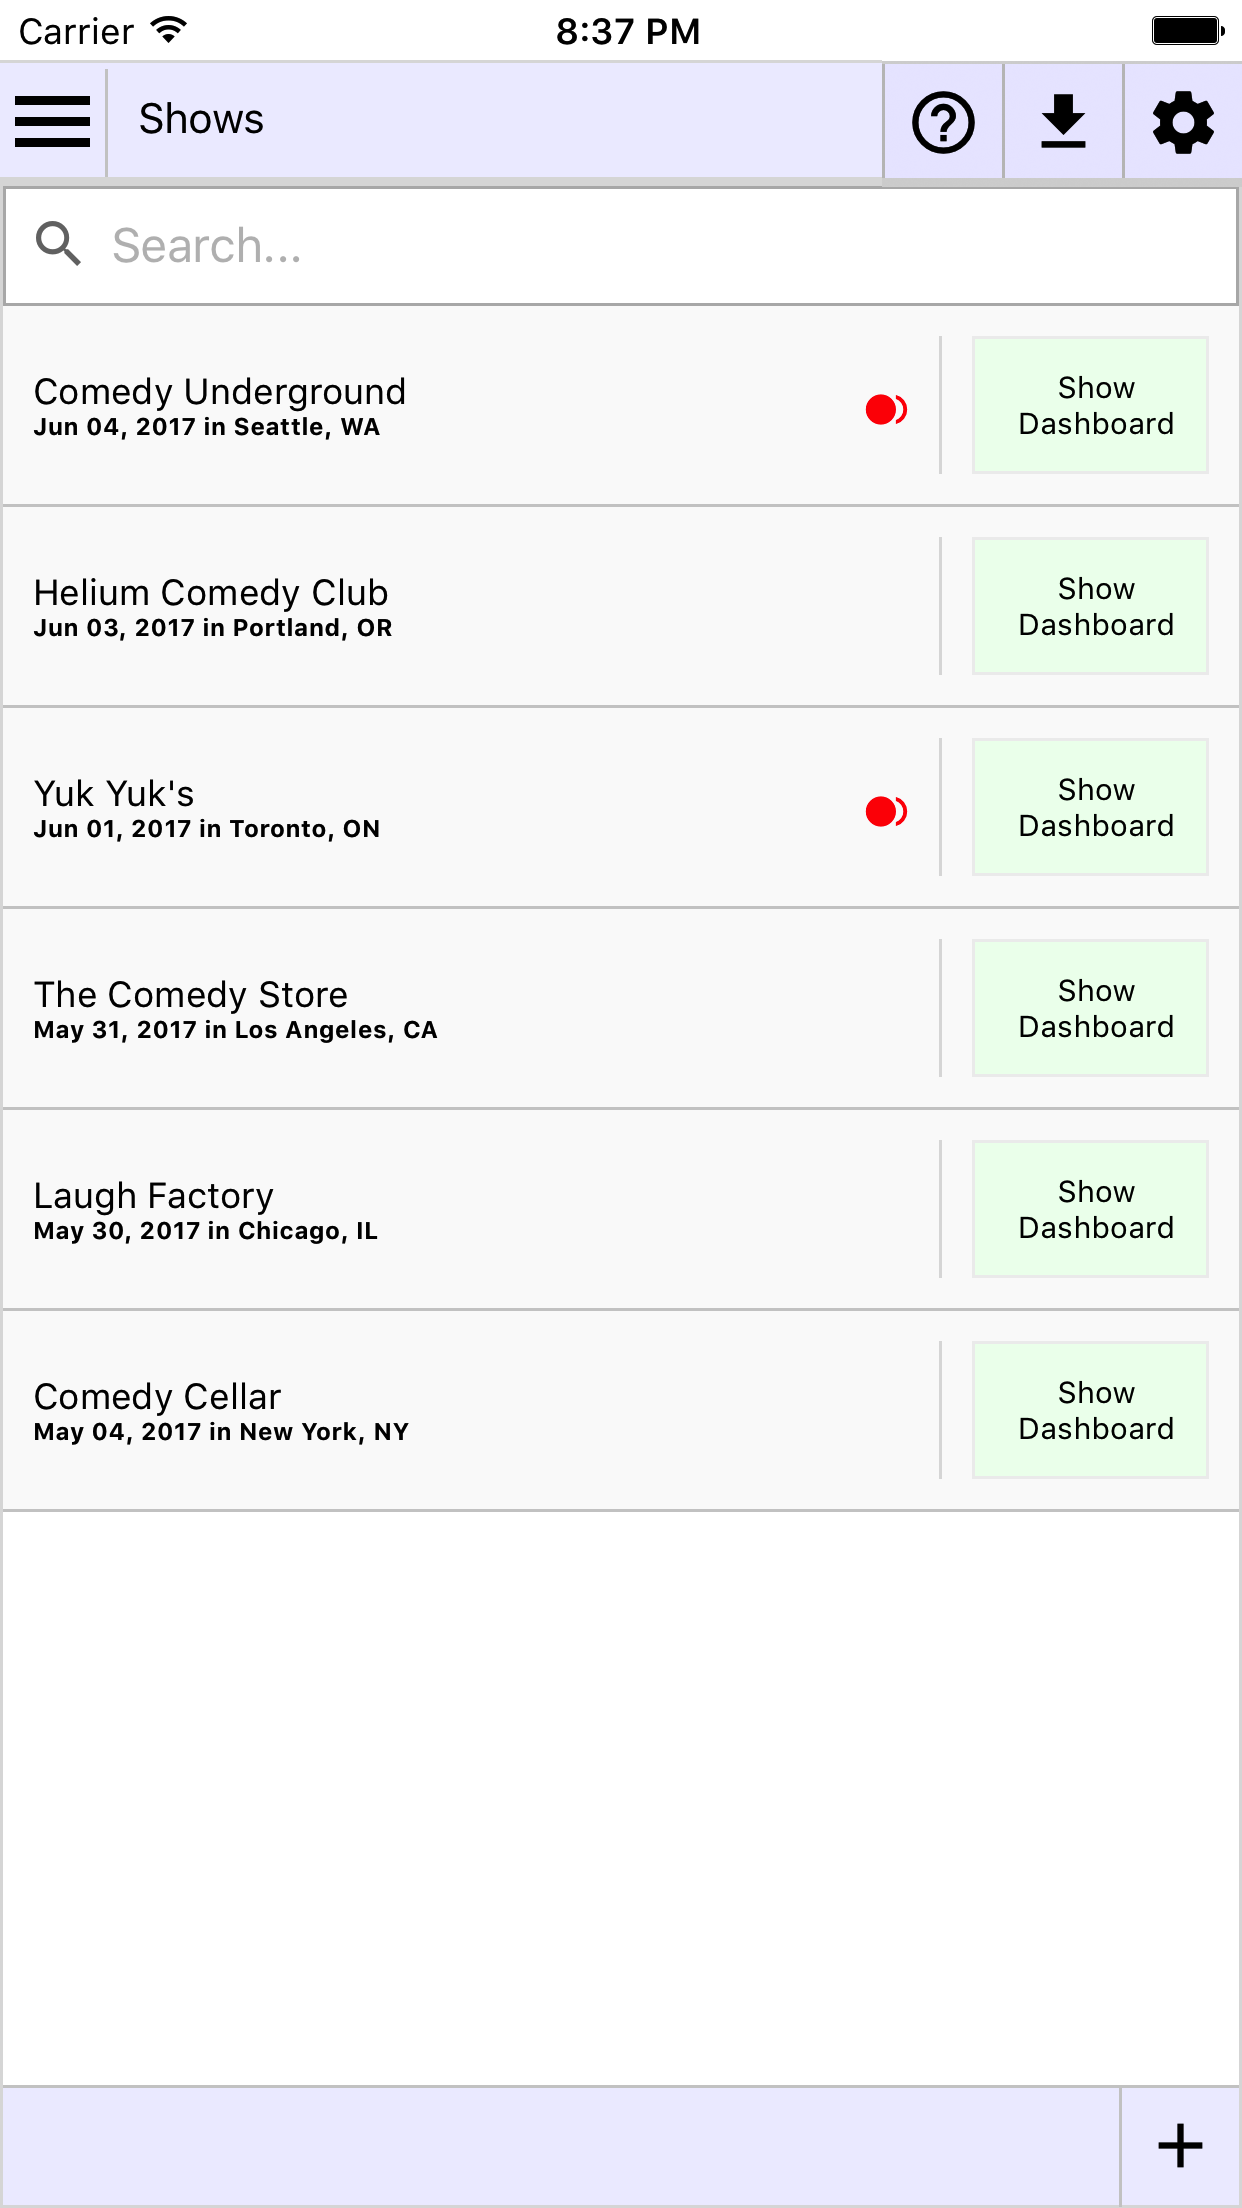 Carrier 8:37 PM
Shows
Search...
Comedy Underground
Jun 04, 2017 in Seattle, WA
Show
Dashboard
Helium Comedy Club
Jun 03, 2017 in Portland, OR
Show
Dashboard
Yuk Yuk's
Jun 01, 2017 in Toronto, ON
Show
Dashboard
The Comedy Store
May 31, 2017 in Los Angeles, CA
Show
Dashboard
Laugh Factory
May 30, 2017 in Chicago, IL
Show
Dashboard
Comedy Cellar
May 04, 2017 in New York, NY
Show
Dashboard